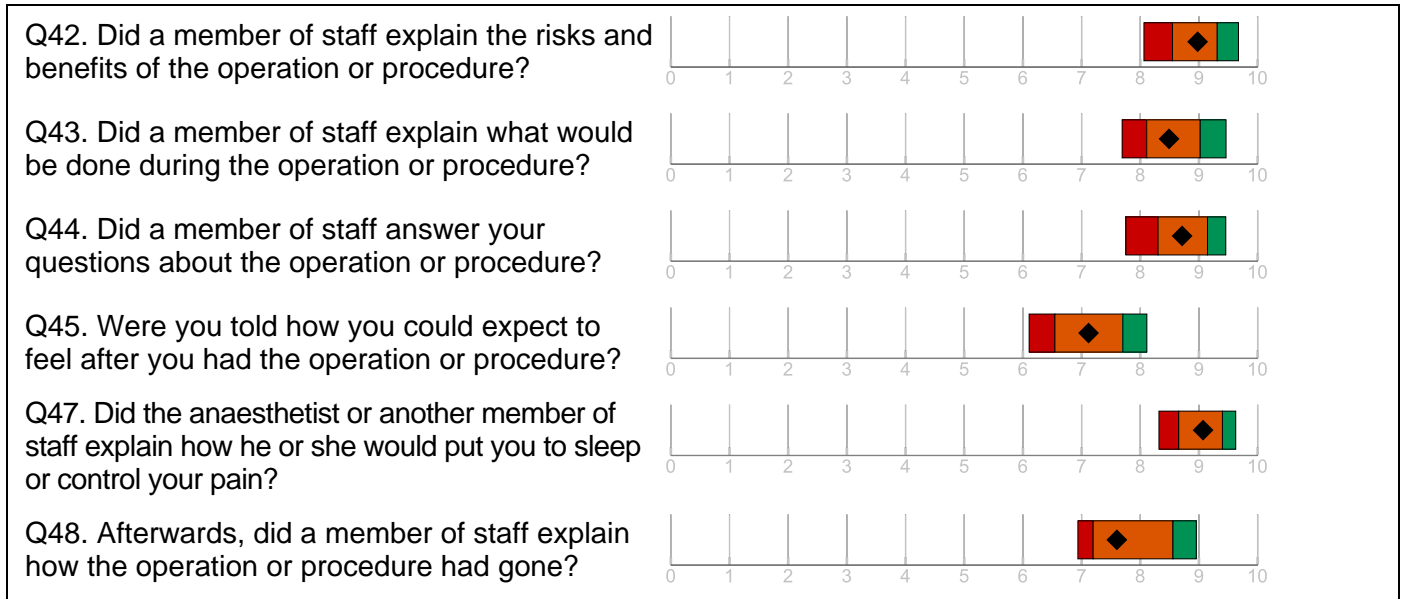 Q42. Did a member of staff explain the risks and
benefits of the operation or procedure?
0 1 2 3 4 5 6 7 8 9 10
Q43. Did a member of staff explain what would
be done during the operation or procedure?
0 1 2 3 4 5 6 7 8 9 10
Q44. Did a member of staff answer your
questions about the operation or procedure?
0 1 2 3 4 5 6 7 8 9 10
Q45. Were you told how you could expect to
feel after you had the operation or procedure?
0 1 2 3 4 5 6 7 8 9 10
Q47. Did the anaesthetist or another member of
staff explain how he or she would put you to sleep
or control your pain?
0 1 2 3 4 5 6 7 8 9 10
Q48. Afterwards, did a member of staff explain
how the operation or procedure had gone?
0 1 2 3 4 5 6 7 8 9 10